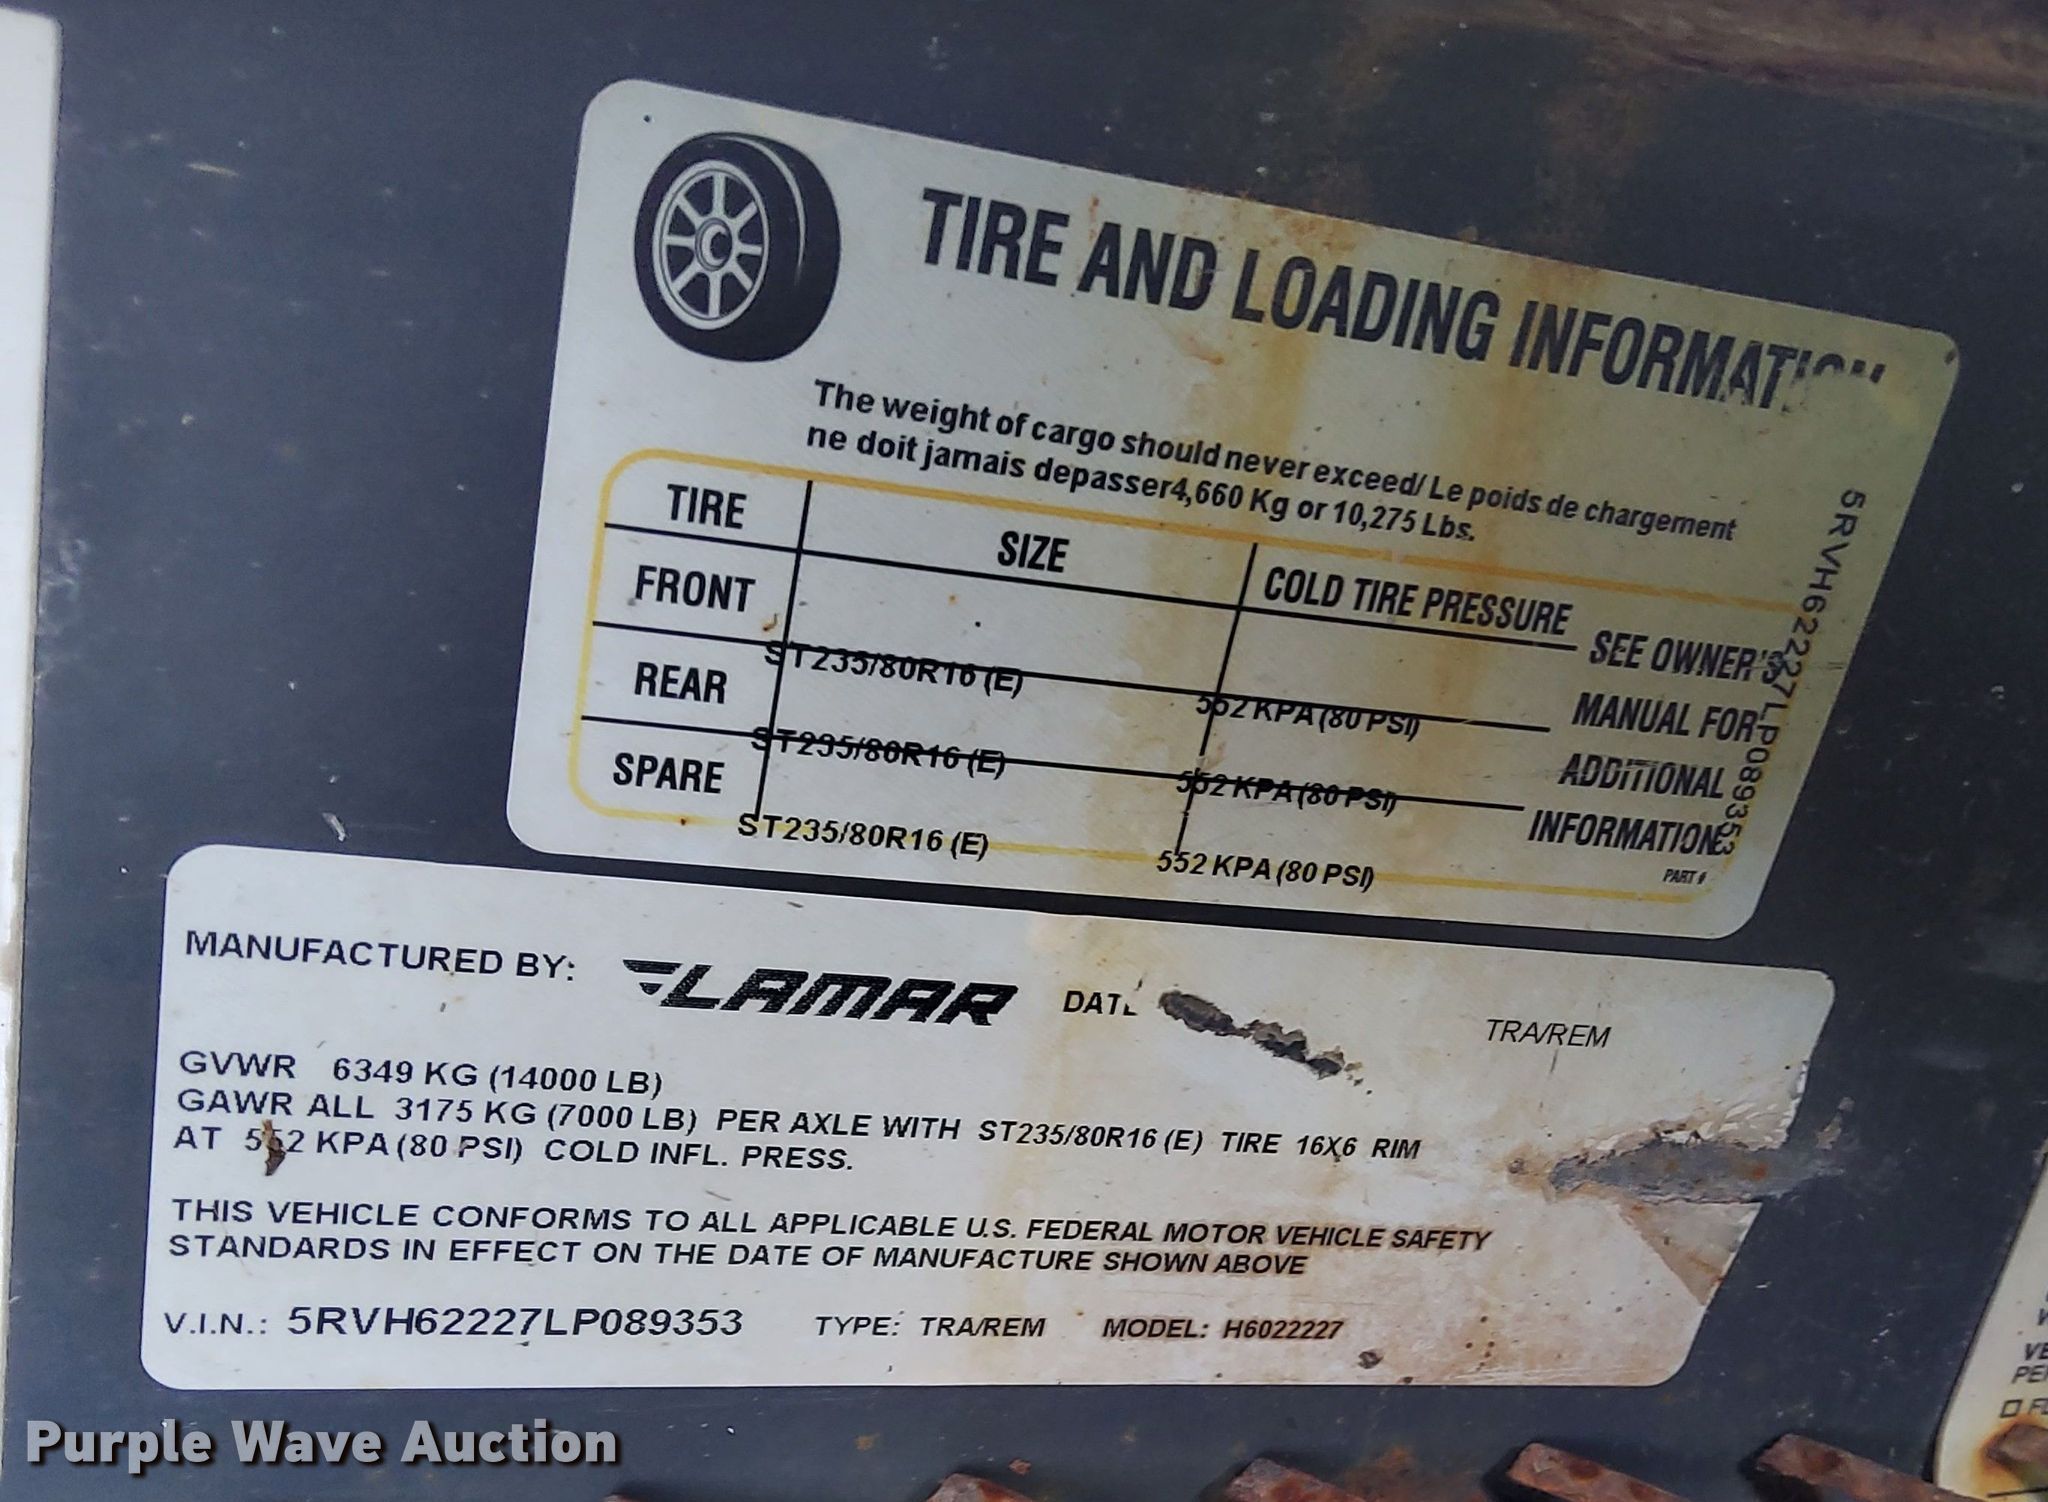 TIRE AND LOADING INFORMATION
The weight of cargo should never exceed/ Le poids de chargement
ne doit jamais depasser4,660 Kg or 10,275 Lbs.
TIRE SIZE COLD TIRE PRESSURE
FRONT ST235/80R16 (E) 552 KPA (80 PSI)
REAR ST235/80R16 (E) 552 KPA (80 PSI)
SPARE ST235/80R16 (E) 552 KPA (80 PSI)
SEE OWNER'S
MANUAL FOR
ADDITIONAL
INFORMATION
PART #
5RVH62227LP089353
MANUFACTURED BY: LAMAR DATE TRA/REM
GVWR 6349 KG (14000 LB)
GAWR ALL 3175 KG (7000 LB) PER AXLE WITH ST235/80R16 (E) TIRE 16X6 RIM
AT 552 KPA (80 PSI) COLD INFL. PRESS.
THIS VEHICLE CONFORMS TO ALL APPLICABLE U.S. FEDERAL MOTOR VEHICLE SAFETY
STANDARDS IN EFFECT ON THE DATE OF MANUFACTURE SHOWN ABOVE
V.I.N.: 5RVH62227LP089353 TYPE: TRA/REM MODEL: H6022227
Purple Wave Auction